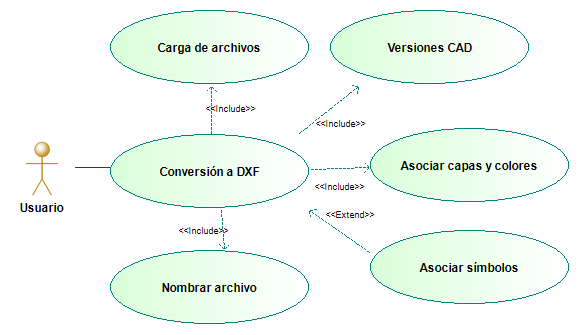 Carga de archivos
Versiones CAD
<<Include>>
<<Include>>
Conversión a DXF
Asociar capas y colores
<<Include>>
Usuario
<<Extend>>
<<Include>>
Asociar símbolos
Nombrar archivo